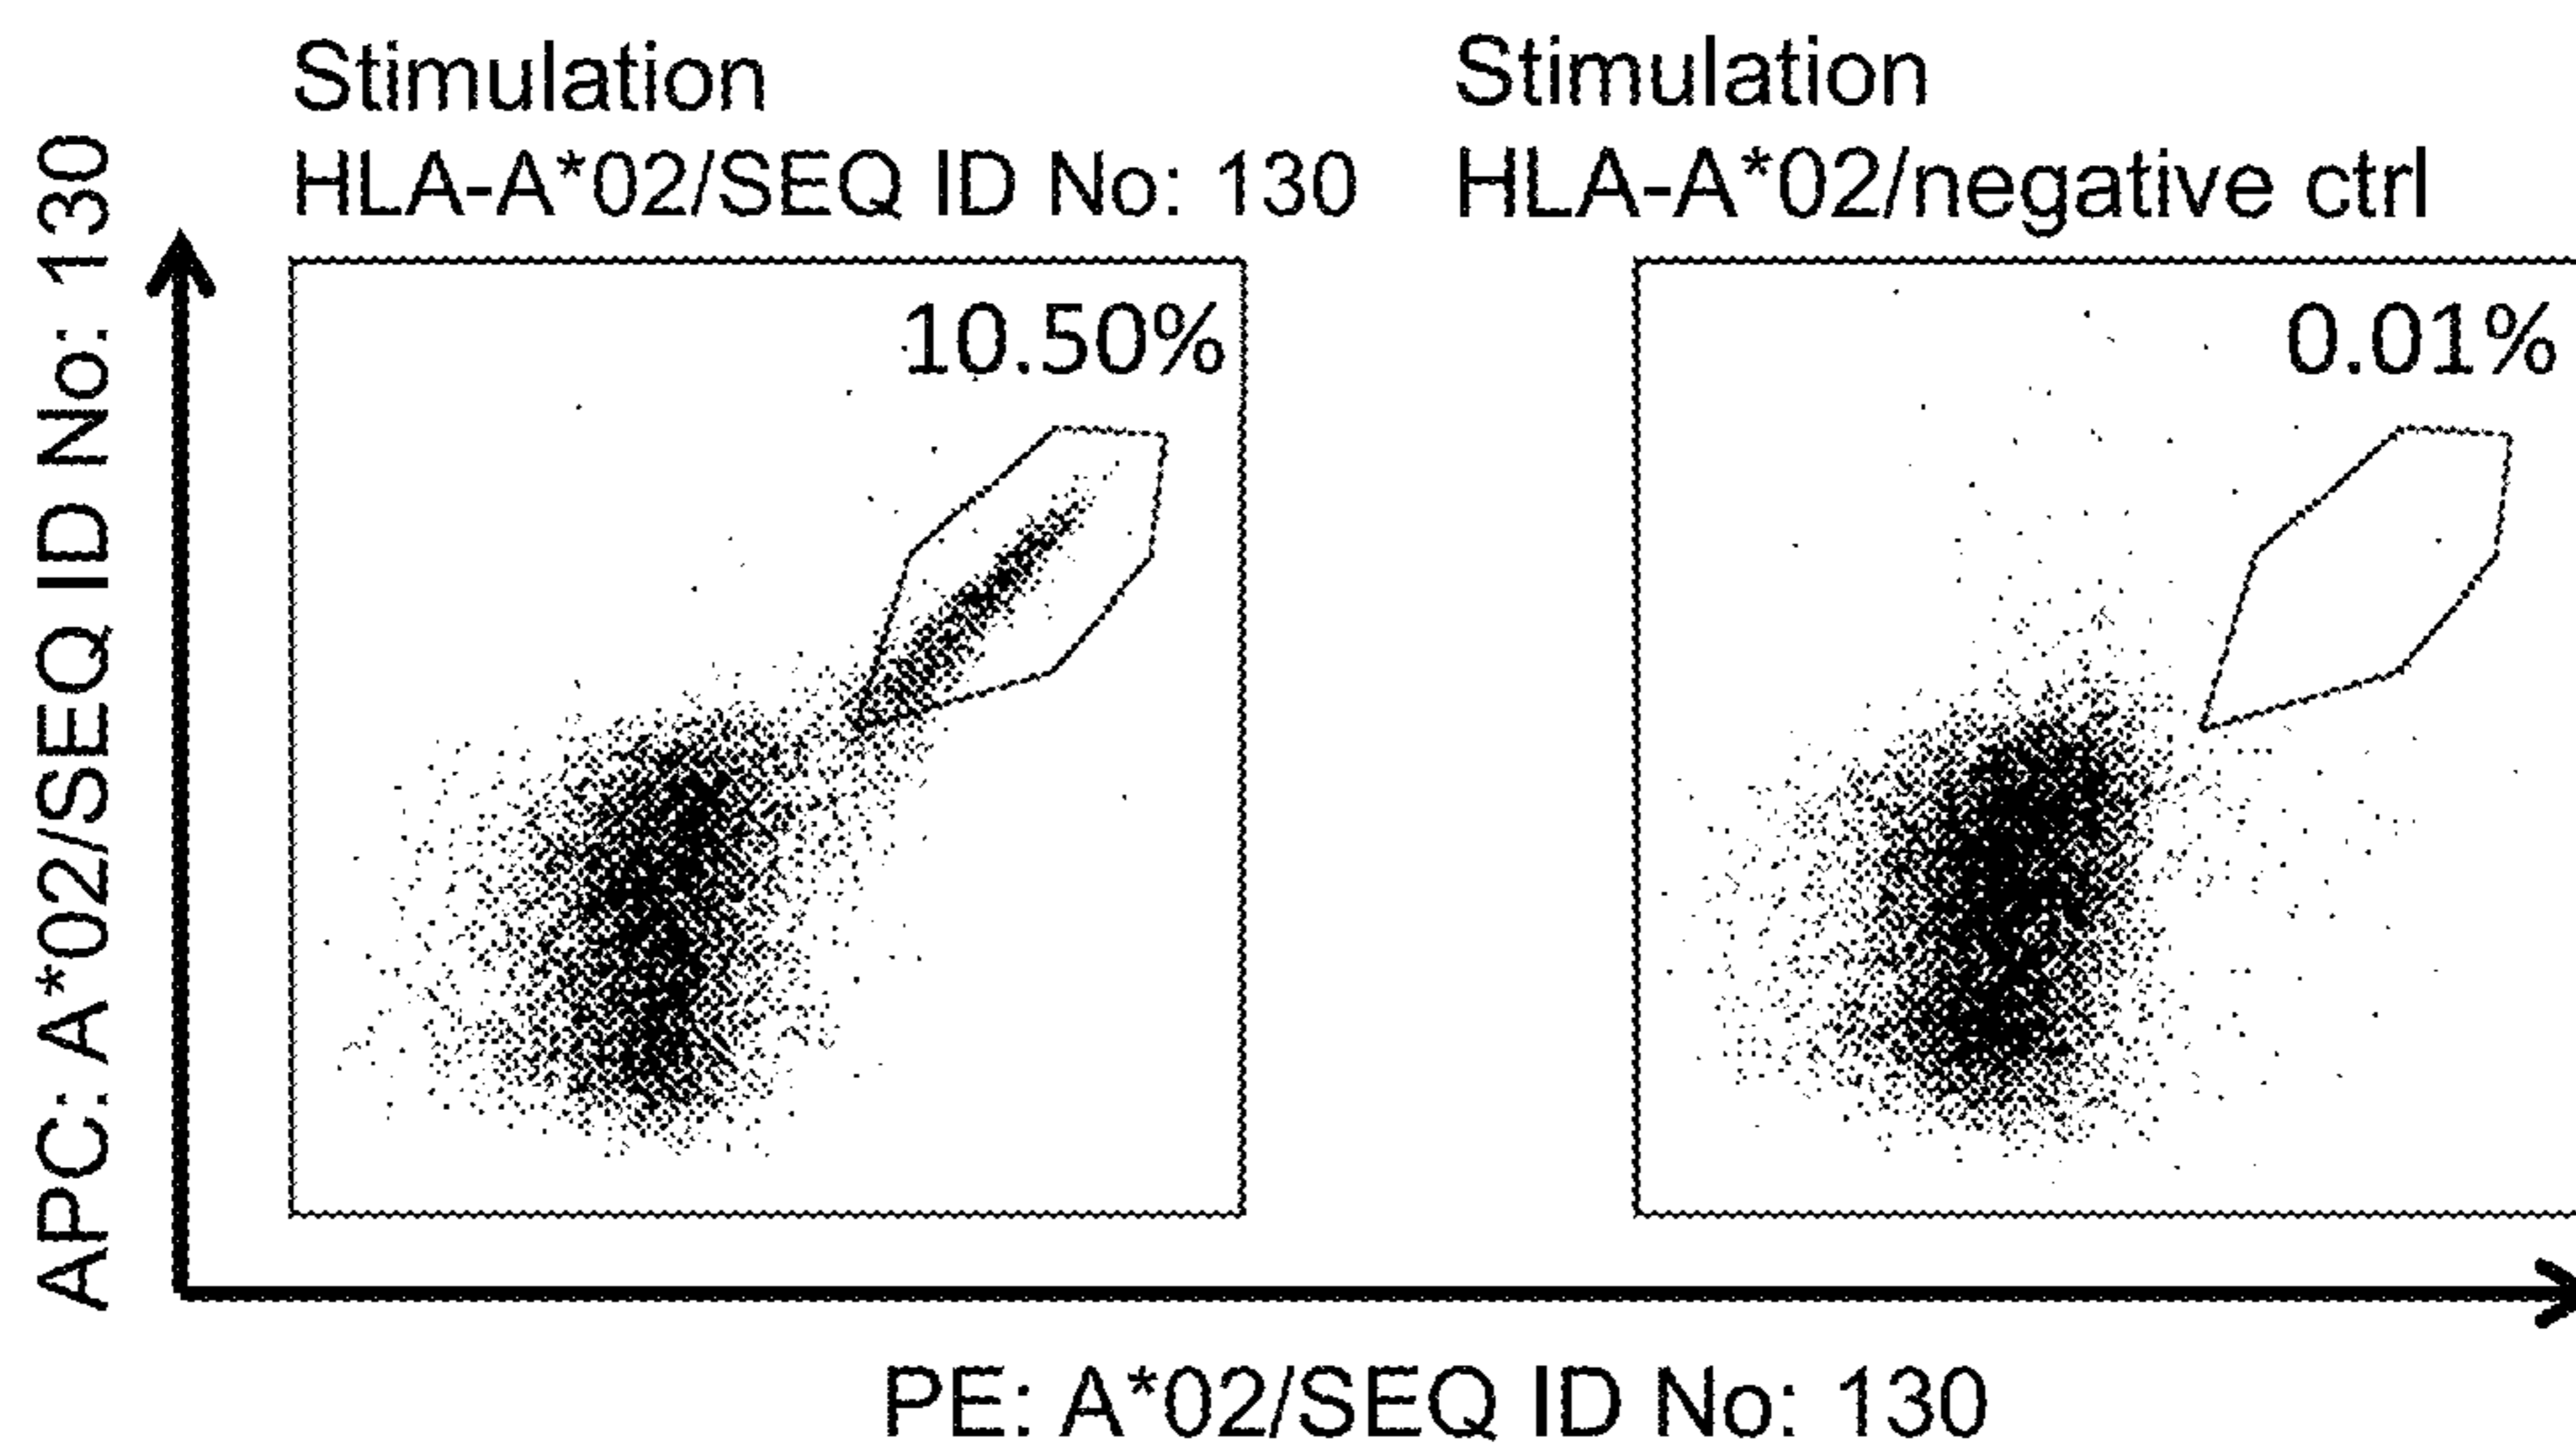 Stimulation
HLA-A*02/SEQ ID No: 130
Stimulation
HLA-A*02/negative ctrl
APC: A*02/SEQ ID No: 130
10.50%
0.01%
PE: A*02/SEQ ID No: 130